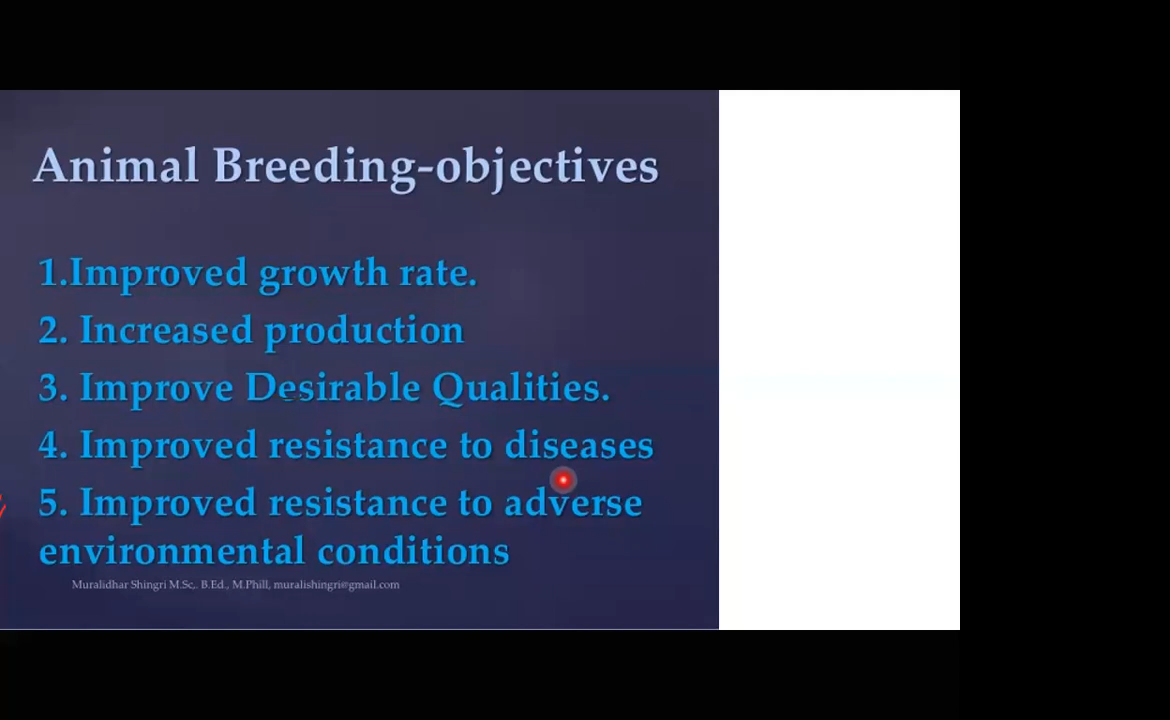 Animal Breeding-objectives
1.Improved growth rate.
2. Increased production
3. Improve Desirable Qualities.
4. Improved resistance to diseases
5. Improved resistance to adverse
environmental conditions
Muralidhar Shingri M.Sc,. B.Ed., M.Phill, muralishingri@gmail.com